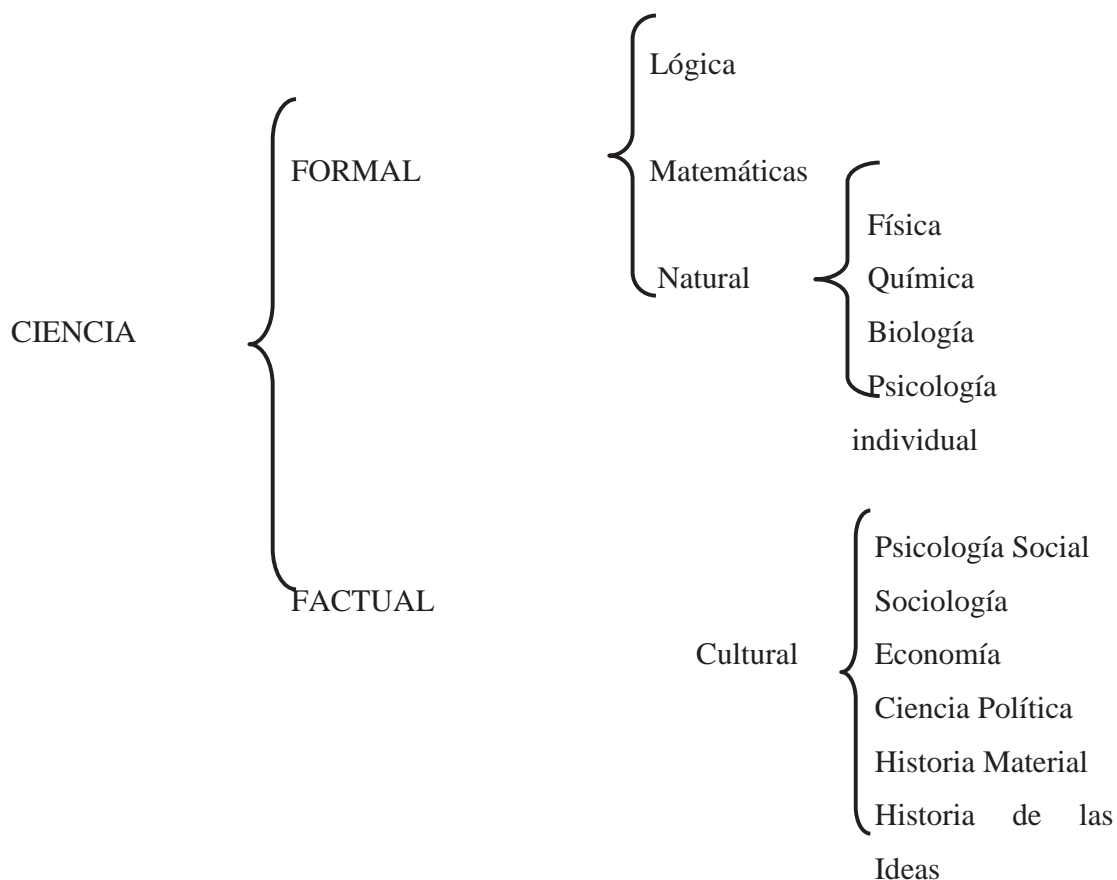 Lógica
FORMAL
Matemáticas
Física
Natural
Química
CIENCIA
Biología
Psicología
individual
Psicología Social
FACTUAL
Sociología
Cultural
Economía
Ciencia Política
Historia Material
Historia de las
Ideas